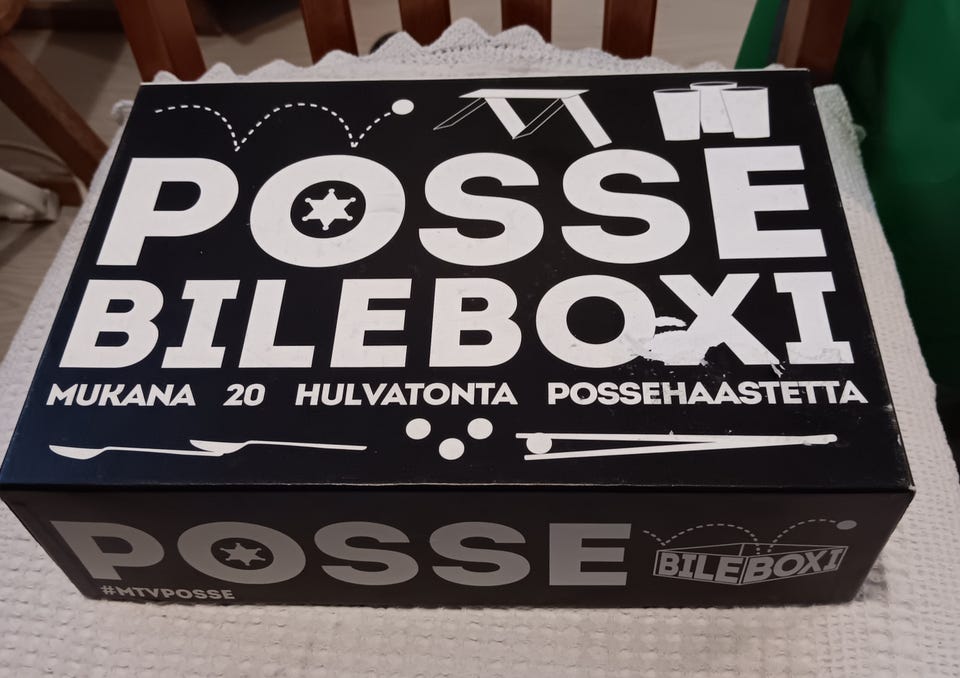 POSSE
BILEBOXI
MUKANA 20 HULVATONTA POSSEHAASTETTA
POSSE
BILEBOXI
#MTVPOSSE